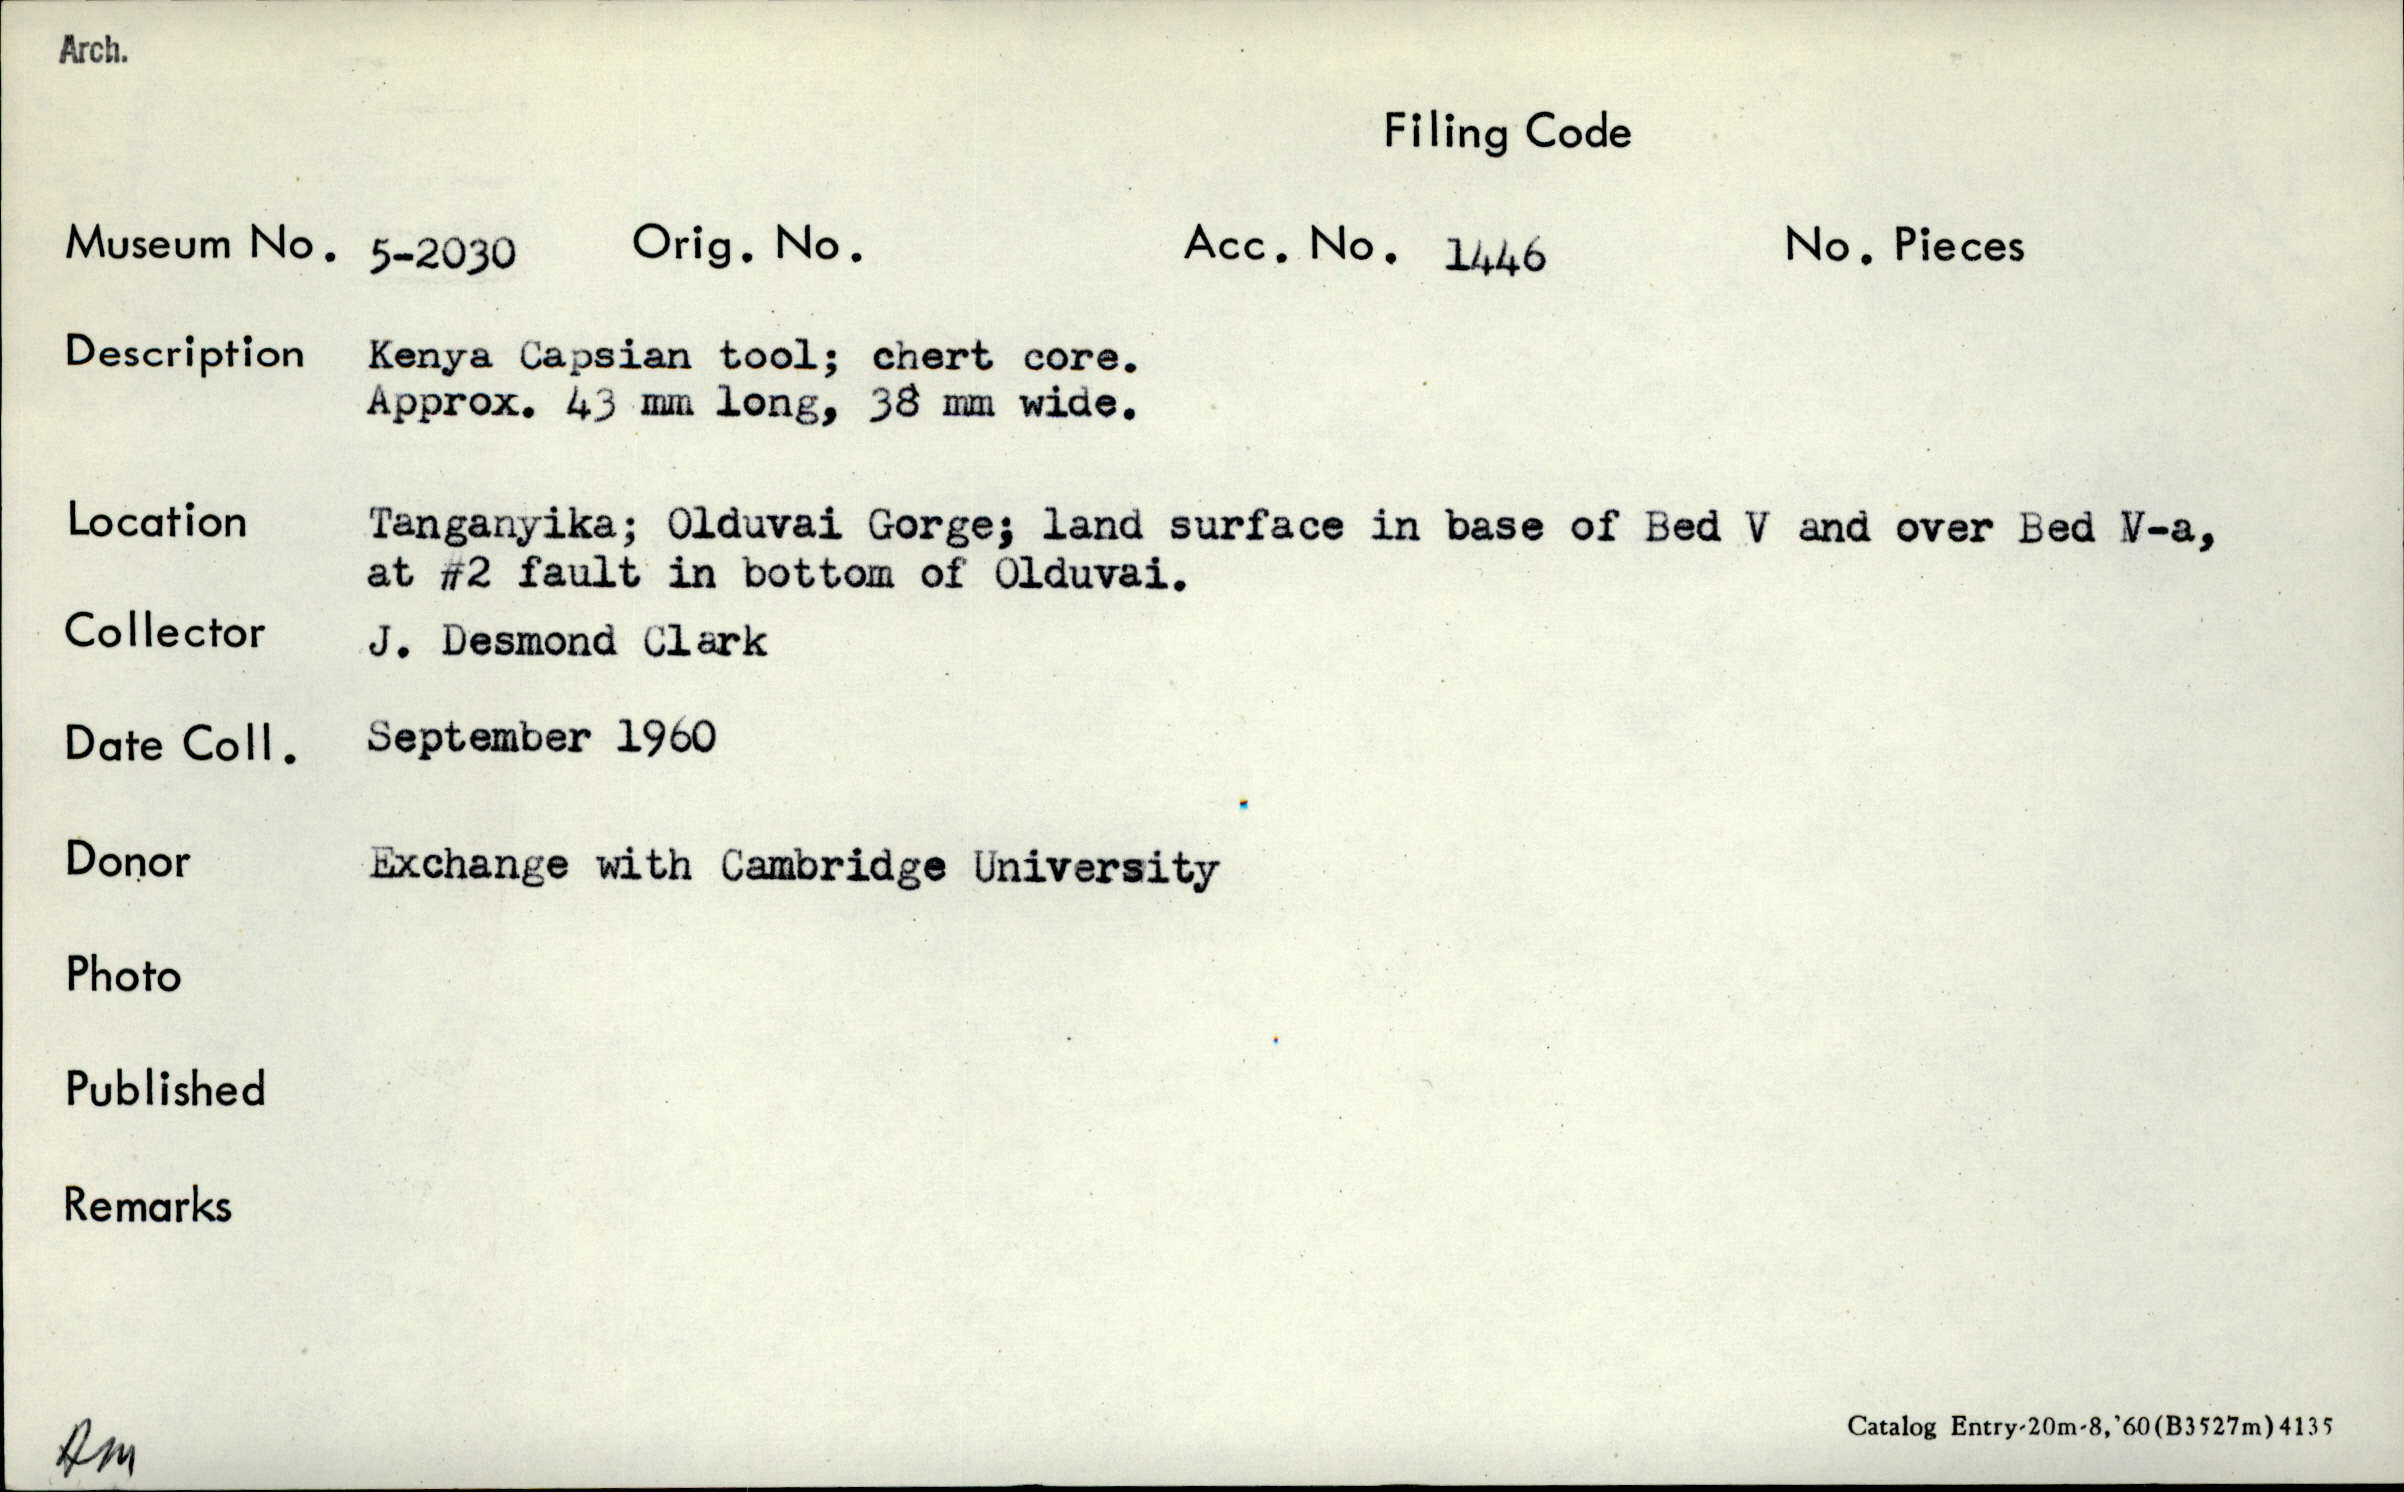 Arch.
Filing Code
Museum No. 5-2030 Orig. No. Acc. No. 1446 No. Pieces
Description Kenya Capsian tool; chert core.
Approx. 43 mm long, 38 mm wide.
Location Tanganyika; Olduvai Gorge; land surface in base of Bed V and over Bed V-a,
at #2 fault in bottom of Olduvai.
Collector J. Desmond Clark
Date Coll. September 1960
Donor Exchange with Cambridge University
Photo
Published
Remarks
Catalog Entry-20m-8,'60(B3527m)4135